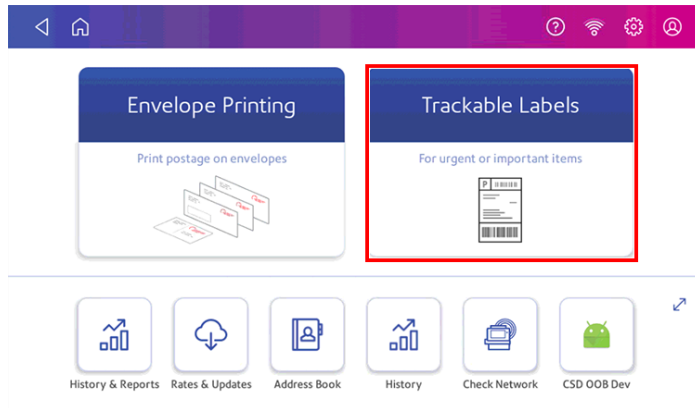 Envelope Printing
Print postage on envelopes
Trackable Labels
For urgent or important items
P
History & Reports
Rates & Updates
Address Book
History
Check Network
CSD OOB Dev